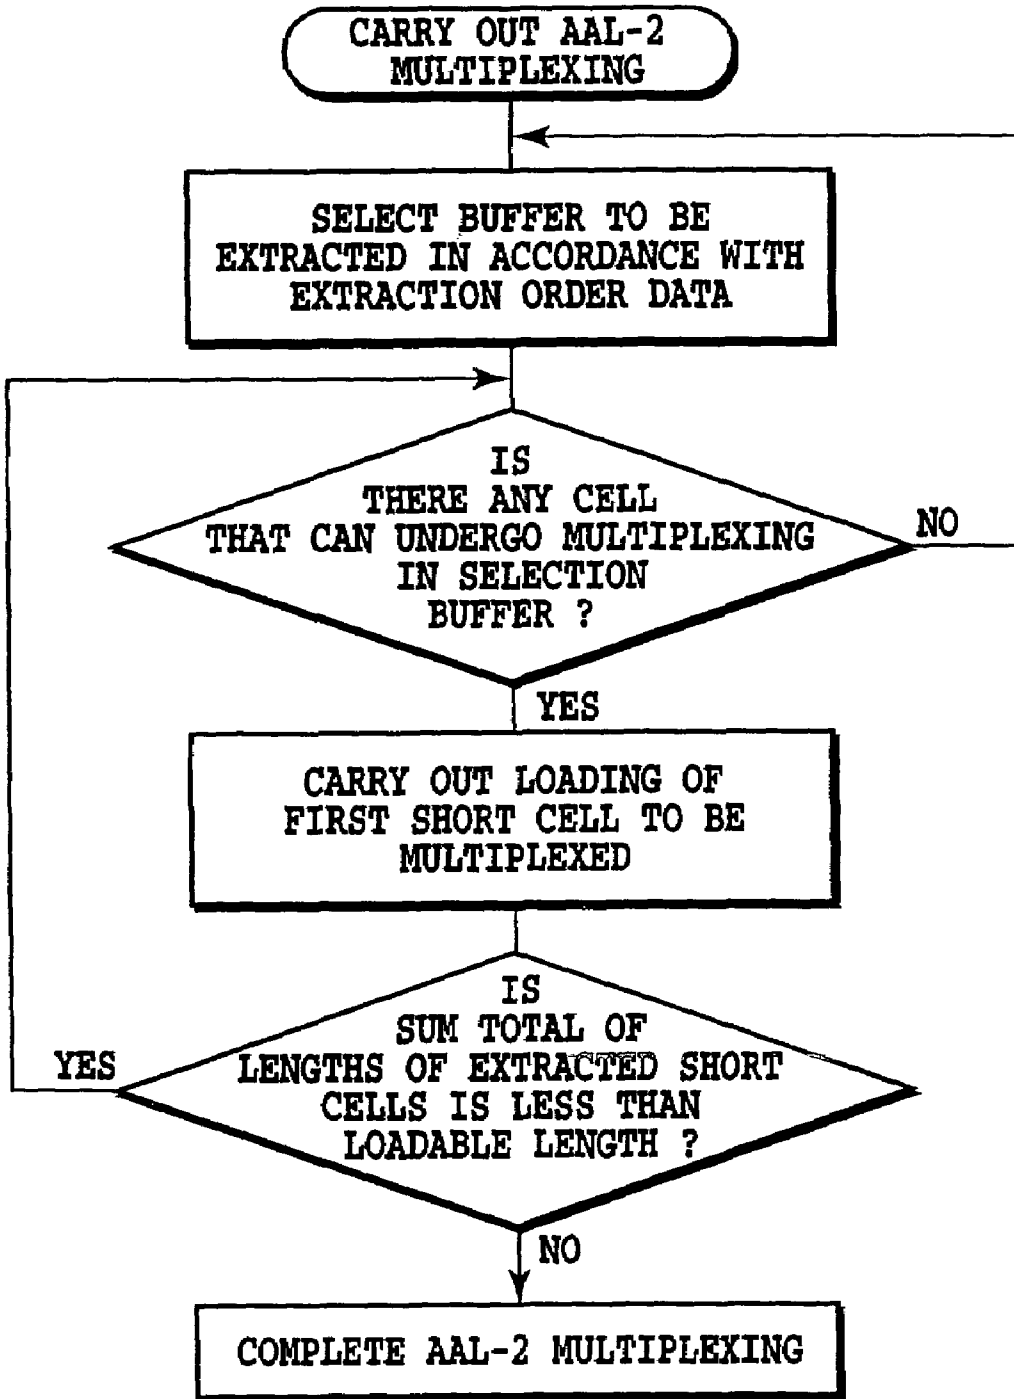 CARRY OUT AAL-2
MULTIPLEXING
SELECT BUFFER TO BE
EXTRACTED IN ACCORDANCE WITH
EXTRACTION ORDER DATA
IS
THERE ANY CELL
THAT CAN UNDERGO MULTIPLEXING
IN SELECTION
BUFFER ?
NO
YES
CARRY OUT LOADING OF
FIRST SHORT CELL TO BE
MULTIPLEXED
IS
SUM TOTAL OF
LENGTHS OF EXTRACTED SHORT
CELLS IS LESS THAN
LOADABLE LENGTH ?
YES
NO
COMPLETE AAL-2 MULTIPLEXING